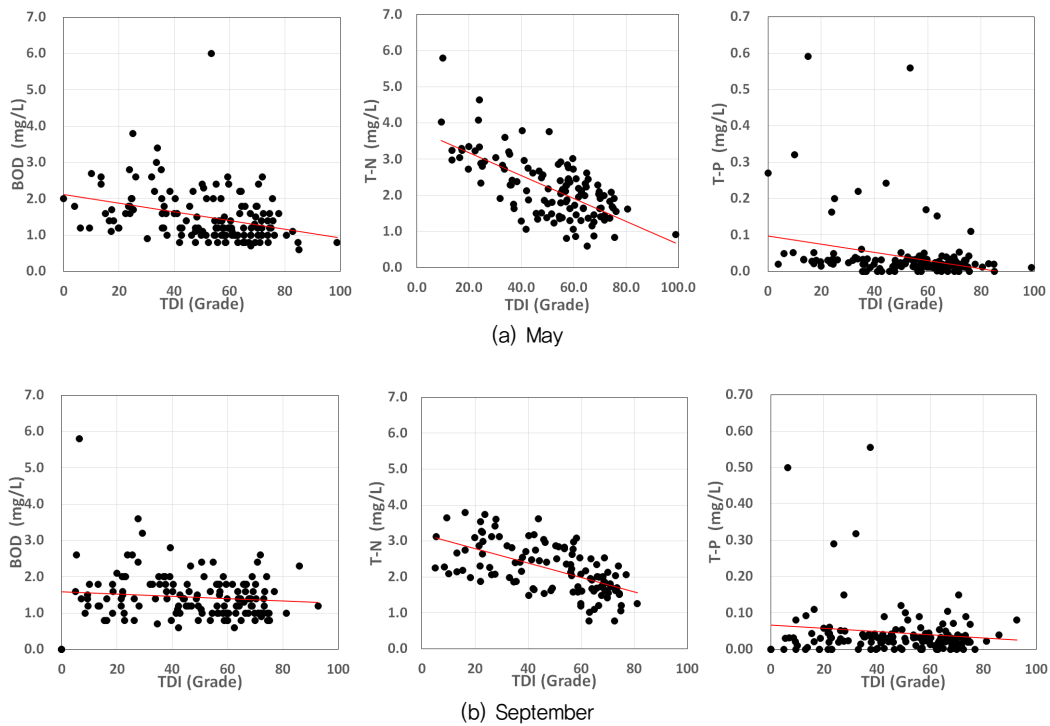 7.0
6.0
5.0
4.0
3.0
2.0
1.0
0.0
BOD (mg/L)
0 20 40 60 80 100
TDI (Grade)
7.0
6.0
5.0
4.0
3.0
2.0
1.0
0.0
T-N (mg/L)
0.0 20.0 40.0 60.0 80.0 100.0
TDI (Grade)
0.7
0.6
0.5
0.4
0.3
0.2
0.1
0.0
T-P (mg/L)
0 20 40 60 80 100
TDI (Grade)
(a) May
7.0
6.0
5.0
4.0
3.0
2.0
1.0
0.0
BOD (mg/L)
0 20 40 60 80 100
TDI (Grade)
7.0
6.0
5.0
4.0
3.0
2.0
1.0
0.0
T-N (mg/L)
0 20 40 60 80 100
TDI (Grade)
0.70
0.60
0.50
0.40
0.30
0.20
0.10
0.00
T-P (mg/L)
0 20 40 60 80 100
TDI (Grade)
(b) September